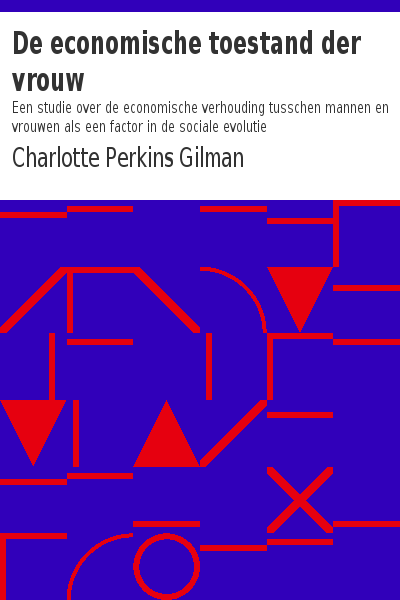 De economische toestand der
vrouw
Een studie over de economische verhouding tusschen mannen en
vrouwen als een factor in de sociale evolutie
Charlotte Perkins Gilman